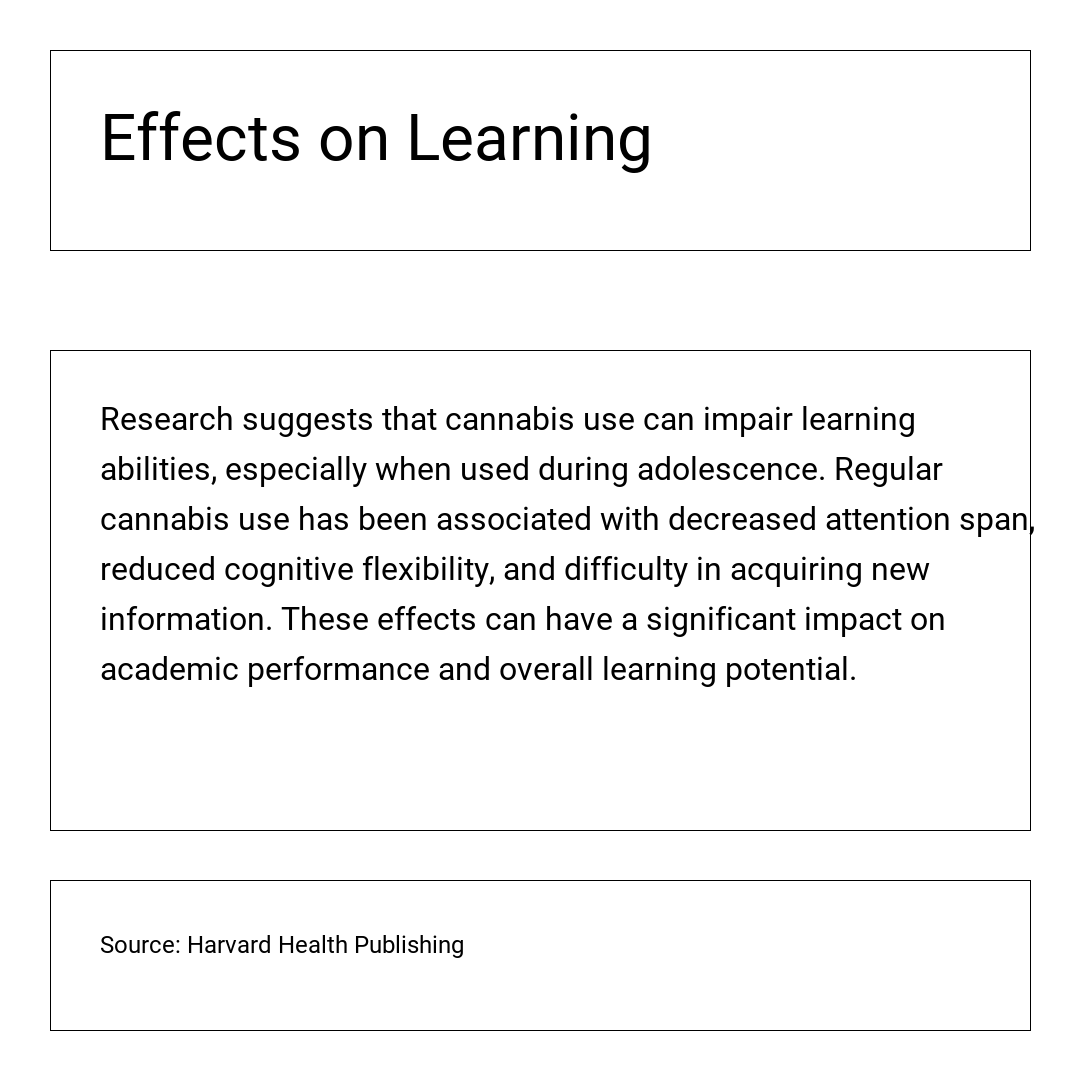 Effects on Learning
Research suggests that cannabis use can impair learning
abilities, especially when used during adolescence. Regular
cannabis use has been associated with decreased attention span,
reduced cognitive flexibility, and difficulty in acquiring new
information. These effects can have a significant impact on
academic performance and overall learning potential.
Source: Harvard Health Publishing